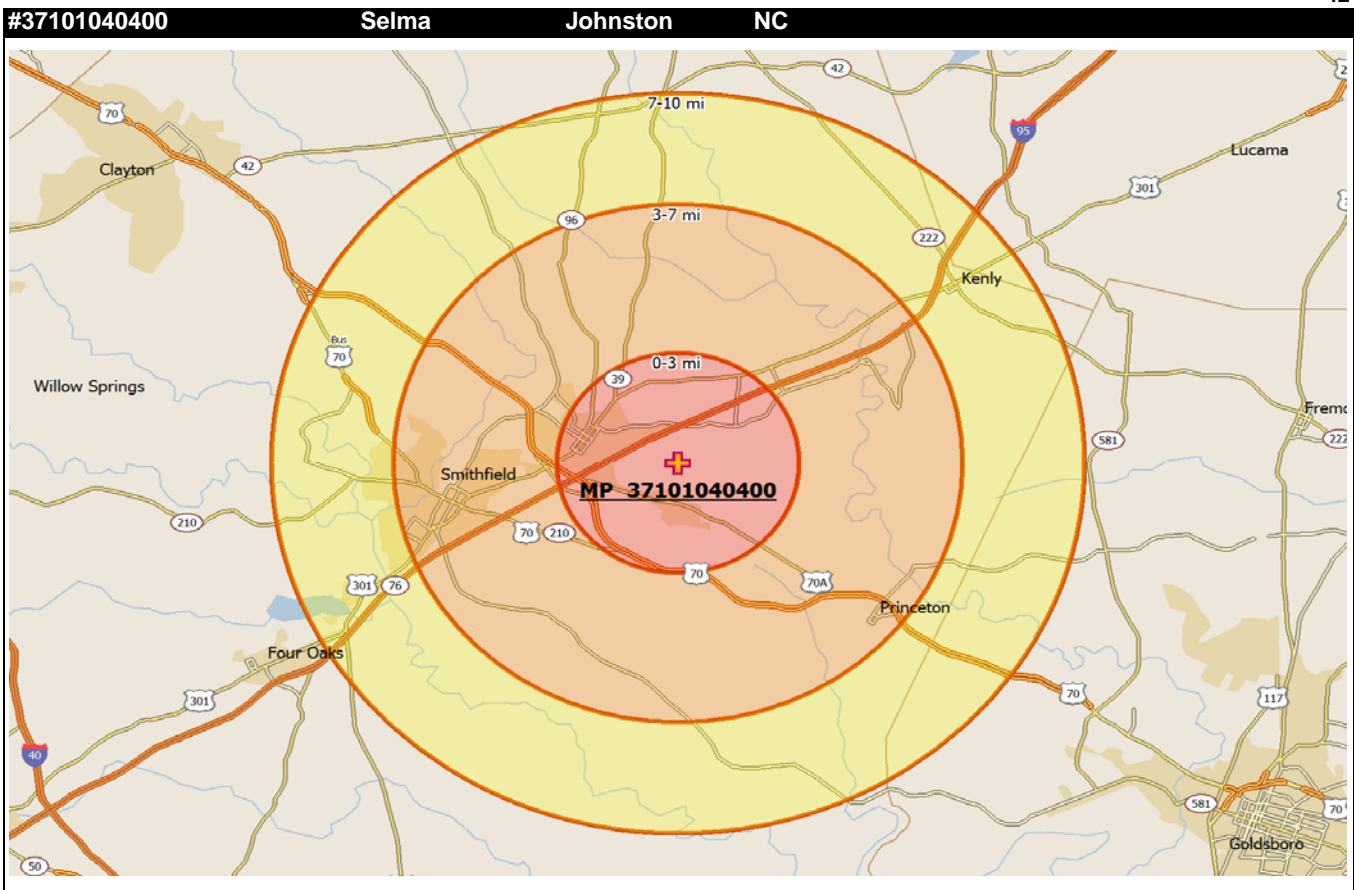 #37101040400 Selma Johnston NC
42
7-10 mi
70
95
Clayton
42
Lucama
301
96
3-7 mi
222
Kenly
Bus
70
0-3 mi
39
Willow Springs
581
222
Smithfield
MP 37101040400
210
70
210
301
76
70
70A
Princeton
Four Oaks
301
70
117
40
581
70
Goldsboro
50